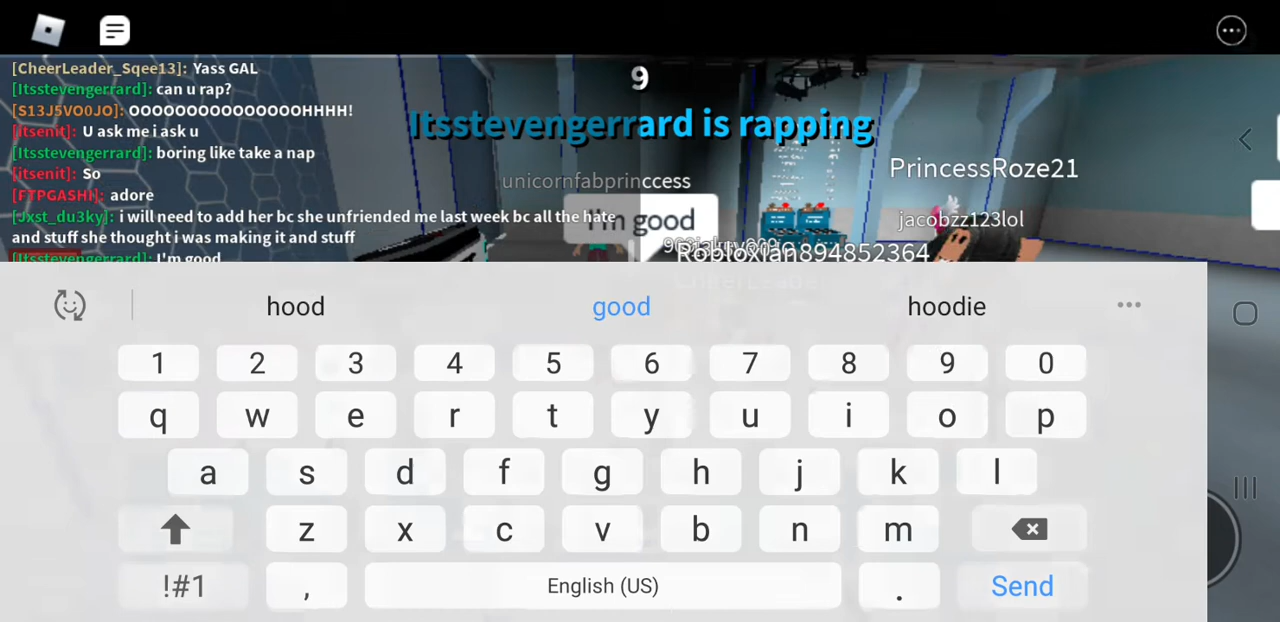 [CheerLeader_Sqee13]: Yass GAL
[Itsstevengerrard]: can u rap?
[S13J5VO0JO]: OOOOOOOOOOOOOOOHHHH!
[itsenit]: U ask me i ask u
[Itsstevengerrard]: boring like take a nap
[itsenit]: So
[FTPGASHI]: adore
[Jxst_du3ky]: i will need to add her bc she unfriended me last week bc all the hate
and stuff she thought i was making it and stuff
[Itsstevengerrard]: I'm good
9
Itsstevengerrard is rapping
unicornfabprinccess
I'm good
PrincessRoze21
jacobzz123lol
Robloxian894852364
hood good hoodie
1 2 3 4 5 6 7 8 9 0
q w e r t y u i o p
a s d f g h j k l
z x c v b n m
!#1 , English (US) . Send